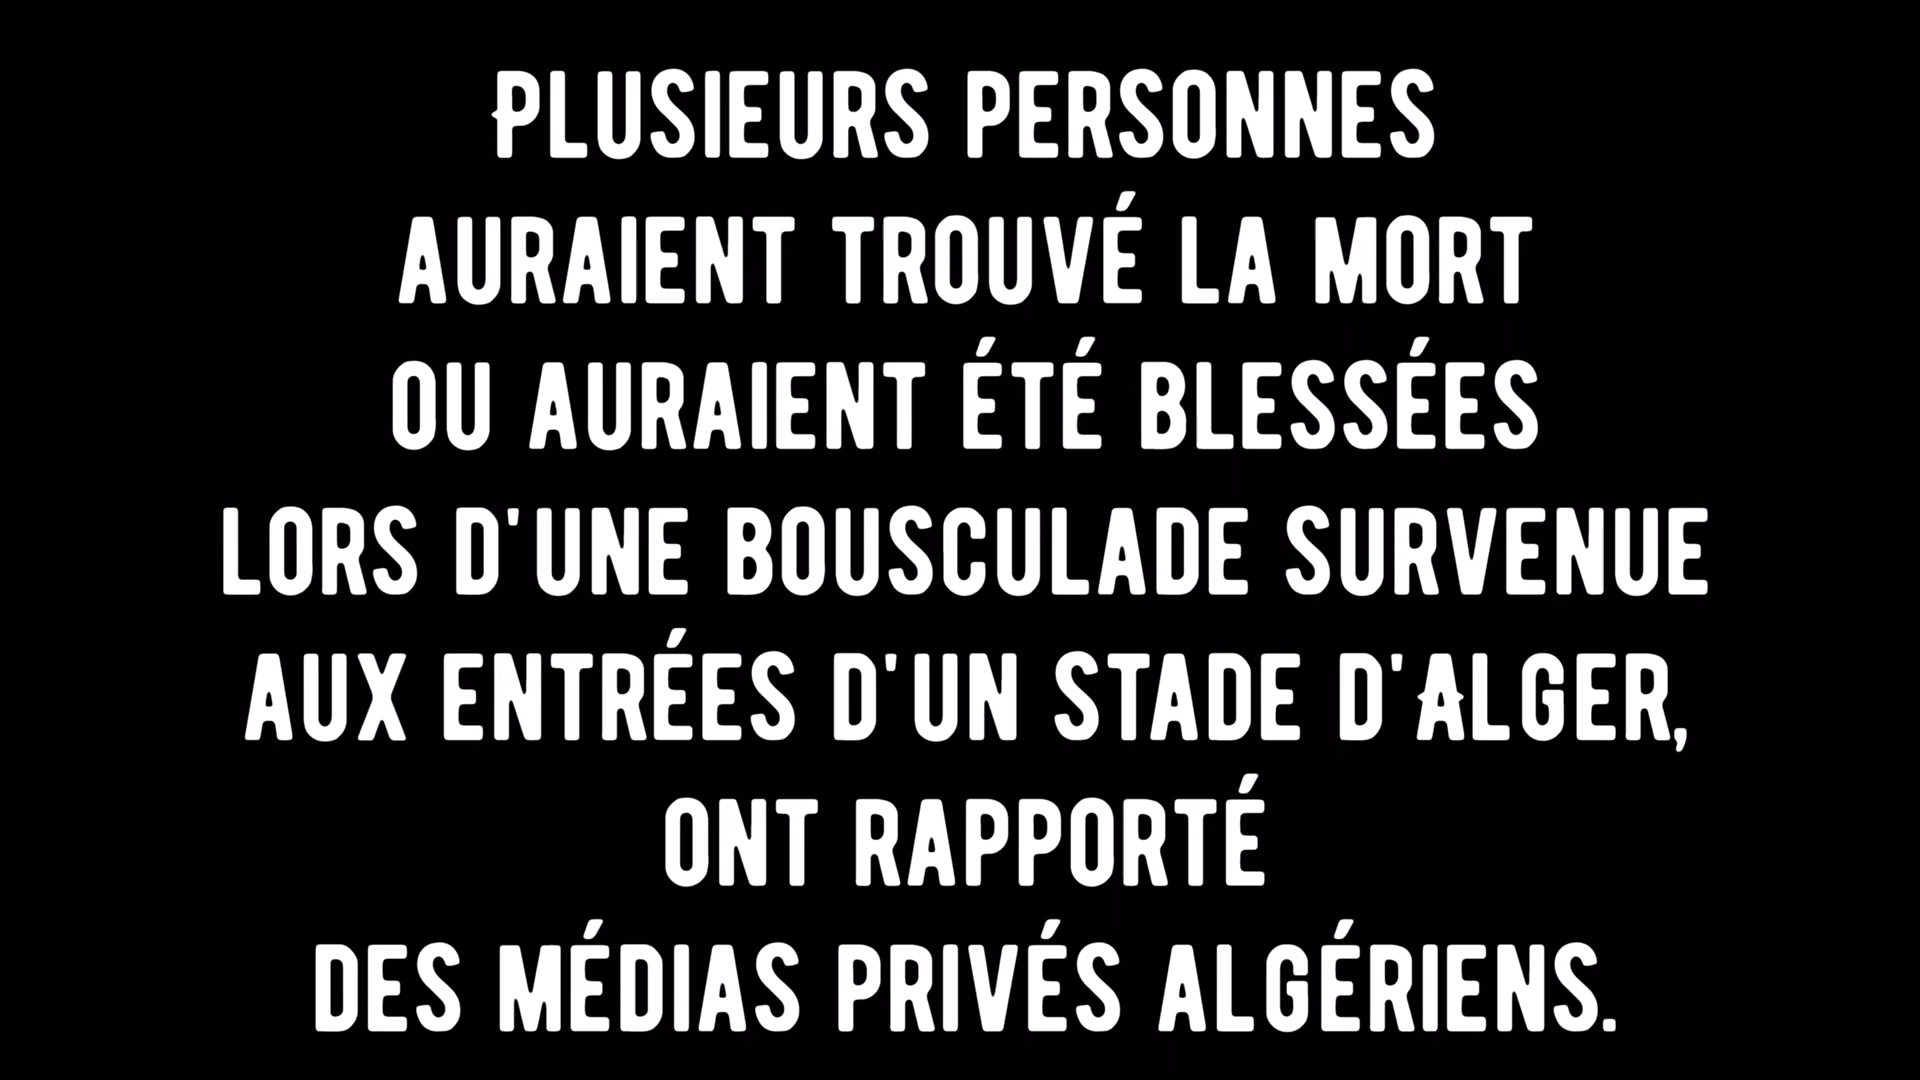 Plusieurs personnes
auraient trouvé la mort
ou auraient été blessées
lors d'une bousculade survenue
aux entrées d'un stade d'Alger,
ont rapporté
des médias privés algériens.